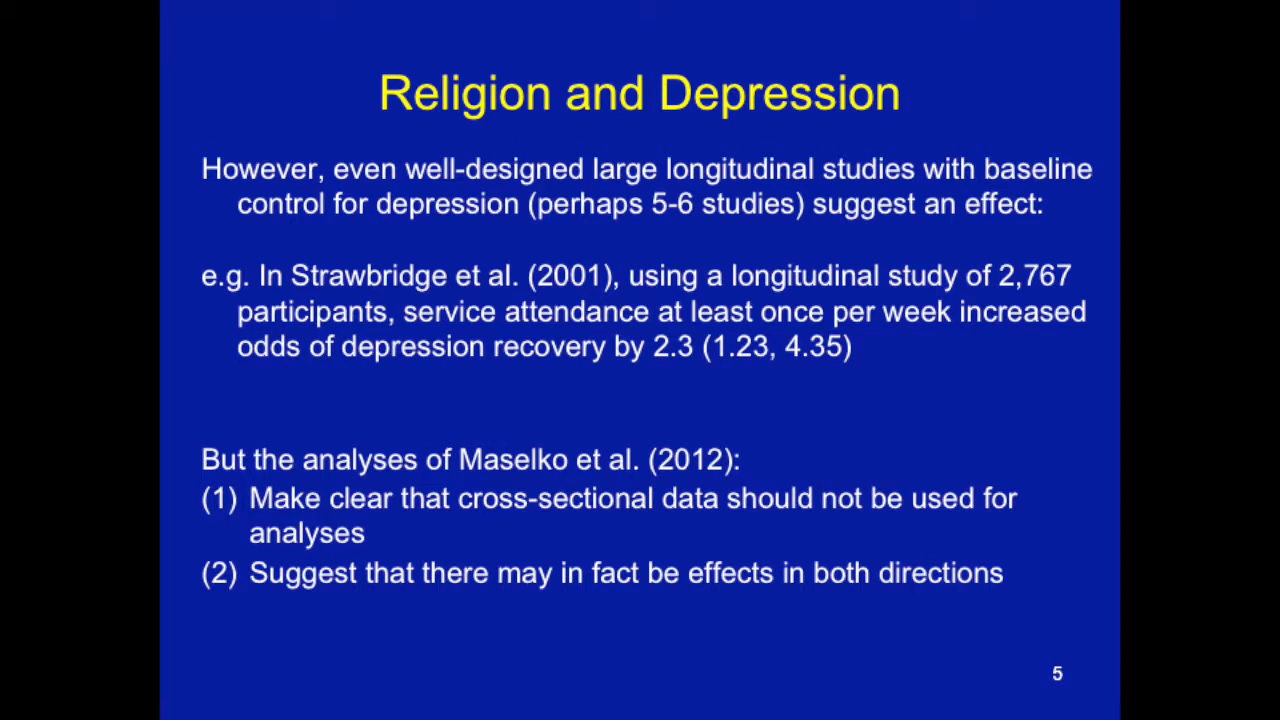 Religion and Depression
However, even well-designed large longitudinal studies with baseline
control for depression (perhaps 5-6 studies) suggest an effect:
e.g. In Strawbridge et al. (2001), using a longitudinal study of 2,767
participants, service attendance at least once per week increased
odds of depression recovery by 2.3 (1.23, 4.35)
But the analyses of Maselko et al. (2012):
(1) Make clear that cross-sectional data should not be used for
analyses
(2) Suggest that there may in fact be effects in both directions
5